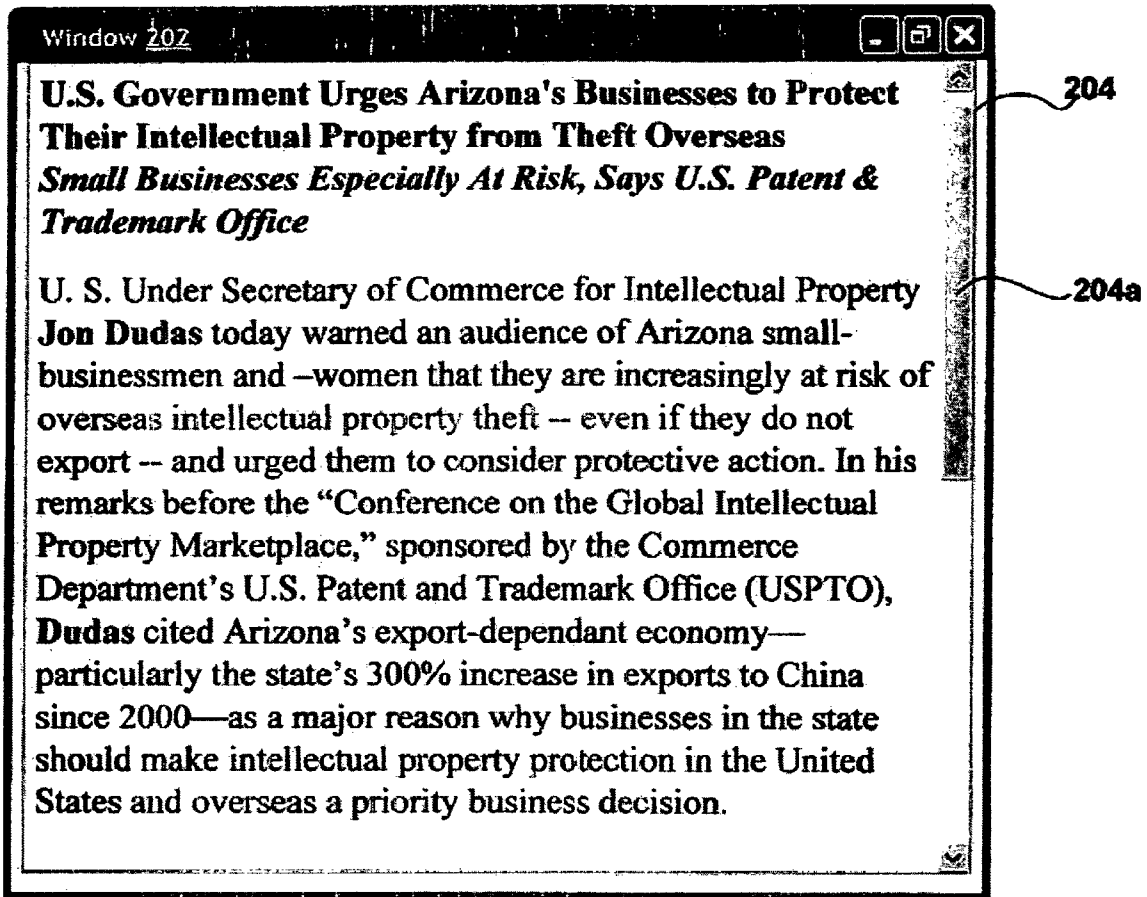 Window 202
U.S. Government Urges Arizona's Businesses to Protect
Their Intellectual Property from Theft Overseas
Small Businesses Especially At Risk, Says U.S. Patent &
Trademark Office
U. S. Under Secretary of Commerce for Intellectual Property
Jon Dudas today warned an audience of Arizona small-
businessmen and –women that they are increasingly at risk of
overseas intellectual property theft -- even if they do not
export -- and urged them to consider protective action. In his
remarks before the “Conference on the Global Intellectual
Property Marketplace,” sponsored by the Commerce
Department’s U.S. Patent and Trademark Office (USPTO),
Dudas cited Arizona’s export-dependant economy—
particularly the state’s 300% increase in exports to China
since 2000—as a major reason why businesses in the state
should make intellectual property protection in the United
States and overseas a priority business decision.
204
204a